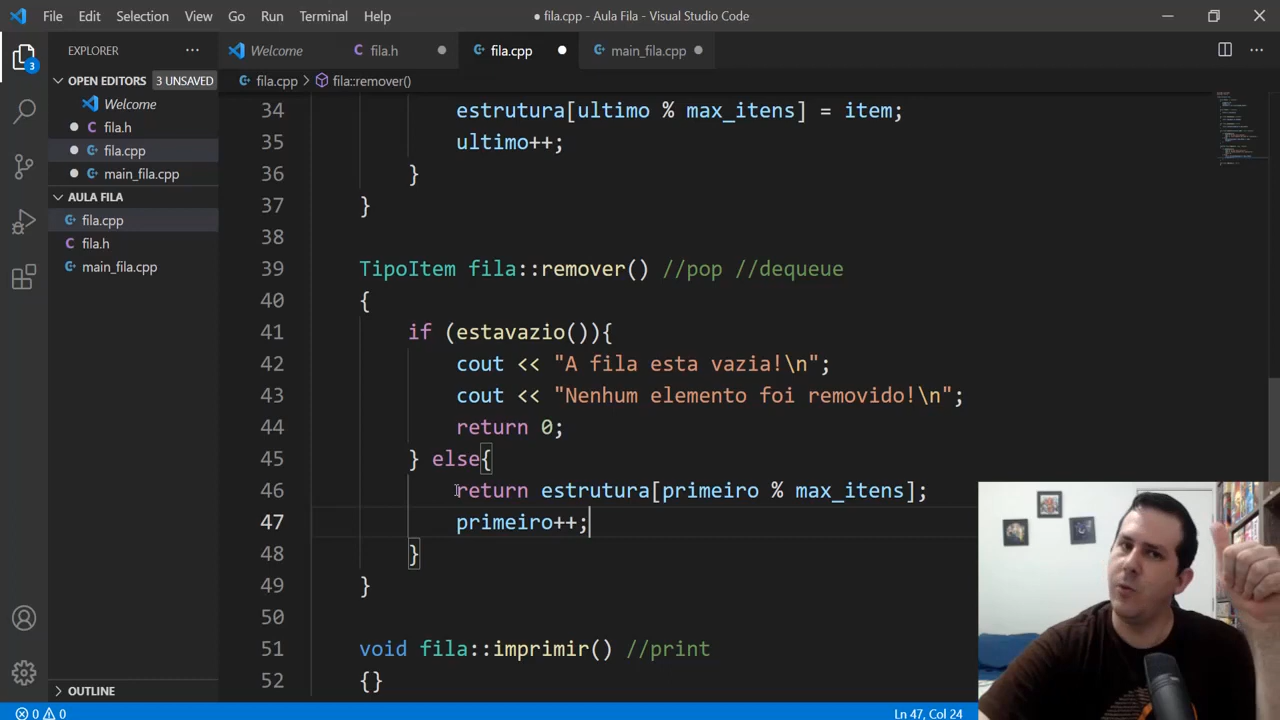 File Edit Selection View Go Run Terminal Help
● fila.cpp - Aula Fila - Visual Studio Code
EXPLORER ···
Welcome fila.h ● fila.cpp ● main_fila.cpp ●
OPEN EDITORS 3 UNSAVED
fila.cpp > fila::remover()
Welcome
● fila.h
● fila.cpp
● main_fila.cpp
AULA FILA
fila.cpp
fila.h
main_fila.cpp
OUTLINE
3
34 estrutura[ultimo % max_itens] = item;
35 ultimo++;
36 }
37 }
38
39 TipoItem fila::remover() //pop //dequeue
40 {
41 if (estavazio()){
42 cout << "A fila esta vazia!\n";
43 cout << "Nenhum elemento foi removido!\n";
44 return 0;
45 } else{
46 return estrutura[primeiro % max_itens];
47 primeiro++;
48 }
49 }
50
51 void fila::imprimir() //print
52 {}
0 0 Ln 47, Col 24